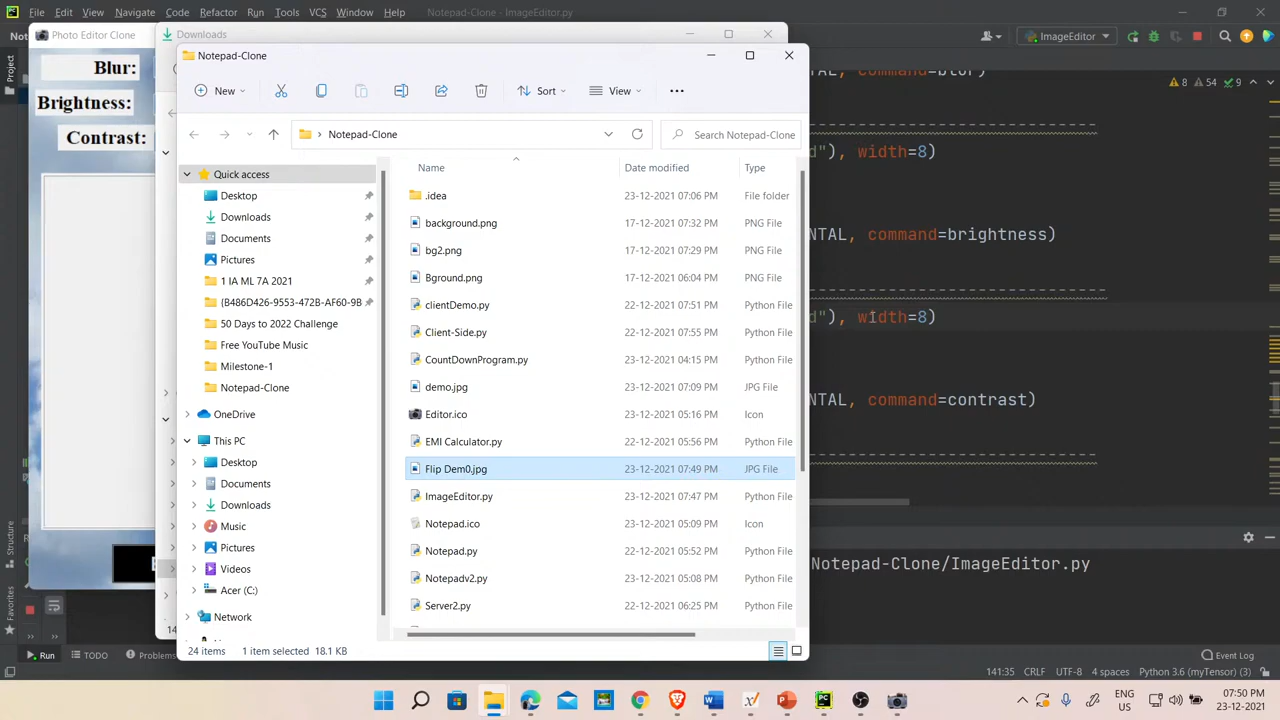 File Edit View Navigate Code Refactor Run Tools VCS Window Help Notepad-Clone - ImageEditor.py
Photo Editor Clone
Downloads
Notepad-Clone
ImageEditor
Blur:
Brightness:
Contrast:
New Sort View
Notepad-Clone
Search Notepad-Clone
Name Date modified Type
Quick access
Desktop
Downloads
Documents
Pictures
1 IA ML 7A 2021
{B486D426-9553-472B-AF60-9B
50 Days to 2022 Challenge
Free YouTube Music
Milestone-1
Notepad-Clone
OneDrive
This PC
Desktop
Documents
Downloads
Music
Pictures
Videos
Acer (C:)
Network
.idea 23-12-2021 07:06 PM File folder
background.png 17-12-2021 07:32 PM PNG File
bg2.png 17-12-2021 07:29 PM PNG File
Bground.png 17-12-2021 06:04 PM PNG File
clientDemo.py 22-12-2021 07:51 PM Python File
Client-Side.py 22-12-2021 07:55 PM Python File
CountDownProgram.py 23-12-2021 04:15 PM Python File
demo.jpg 23-12-2021 07:09 PM JPG File
Editor.ico 23-12-2021 05:16 PM Icon
EMI Calculator.py 22-12-2021 05:56 PM Python File
Flip Dem0.jpg 23-12-2021 07:49 PM JPG File
ImageEditor.py 23-12-2021 07:47 PM Python File
Notepad.ico 23-12-2021 05:09 PM Icon
Notepad.py 22-12-2021 05:52 PM Python File
Notepadv2.py 22-12-2021 05:08 PM Python File
Server2.py 22-12-2021 06:25 PM Python File
24 items 1 item selected 18.1 KB
8 54 9
d"), width=8)
NTAL, command=brightness)
d"), width=8)
NTAL, command=contrast)
Notepad-Clone/ImageEditor.py
Project
Structure
Favorites
Run TODO Problems
Event Log
141:35 CRLF UTF-8 4 spaces Python 3.6 (myTensor) (3)
ENG
US
07:50 PM
23-12-2021